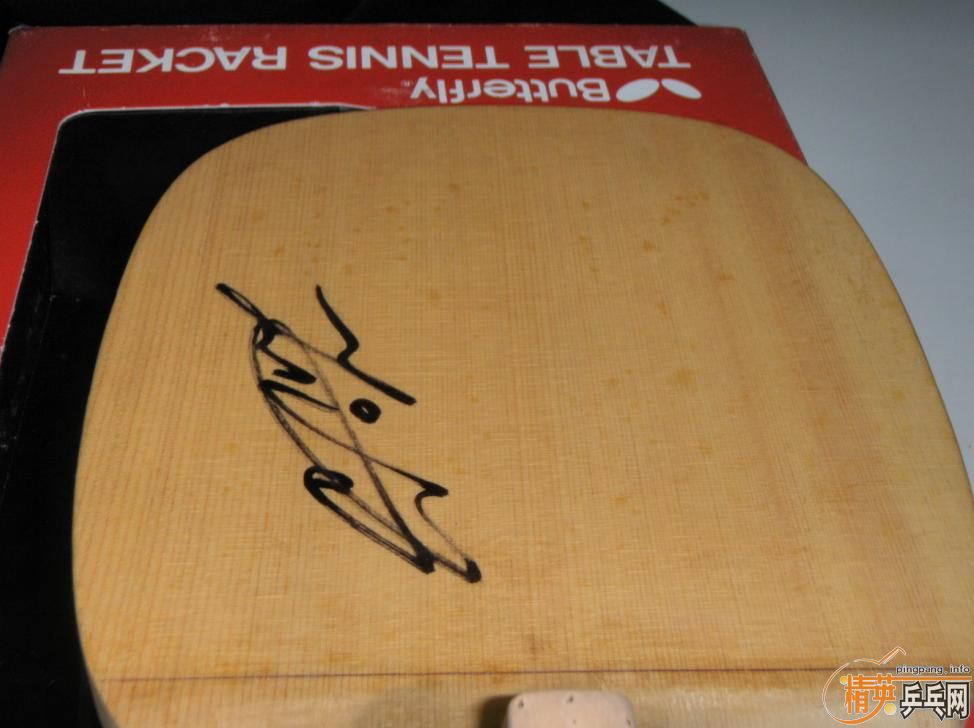 Butterfly®
TABLE TENNIS RACKET
pingpang.info
精英乒乓网